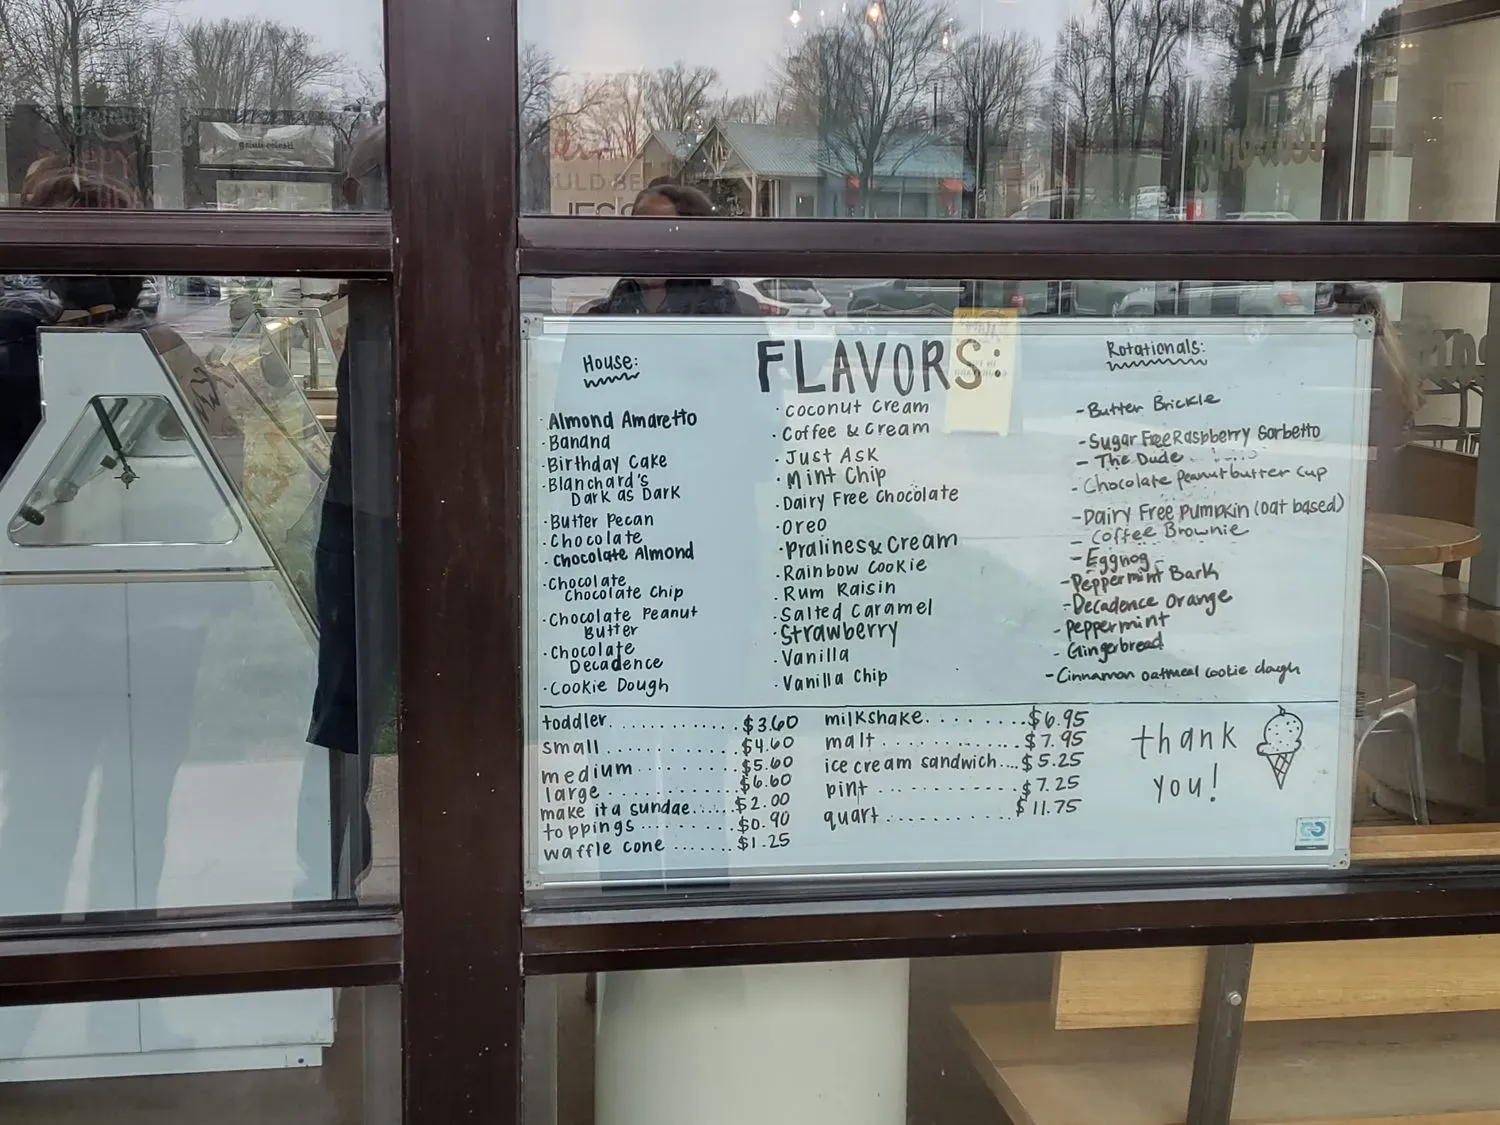 FLAVORS:
House:
· Almond Amaretto
· Banana
· Birthday Cake
· Blanchard's
Dark as Dark
· Butter Pecan
· Chocolate
· Chocolate Almond
· Chocolate
Chocolate Chip
· Chocolate Peanut
Butter
· Chocolate
Decadence
· Cookie Dough
· Coconut Cream
· Coffee & Cream
· Just Ask
· Mint Chip
· Dairy Free Chocolate
· Oreo
· Pralines & Cream
· Rainbow Cookie
· Rum Raisin
· Salted Caramel
· Strawberry
· Vanilla
· Vanilla Chip
Rotationals:
- Butter Brickle
- Sugar Free Raspberry Sorbetto
- The Dude
- Chocolate Peanutbutter Cup
- Dairy Free Pumpkin (oat based)
- Coffee Brownie
- Eggnog
- Peppermint Bark
- Decadence Orange
- Peppermint
- Gingerbread
- Cinnamon oatmeal cookie dough
toddler............$3.60
small............$4.60
medium..........$5.60
large............$6.60
make it a sundae.....$2.00
toppings..........$0.90
waffle cone.......$1.25
milkshake.........$6.95
malt..............$7.95
ice cream sandwich....$5.25
pint............$7.25
quart............$11.75
thank
you!